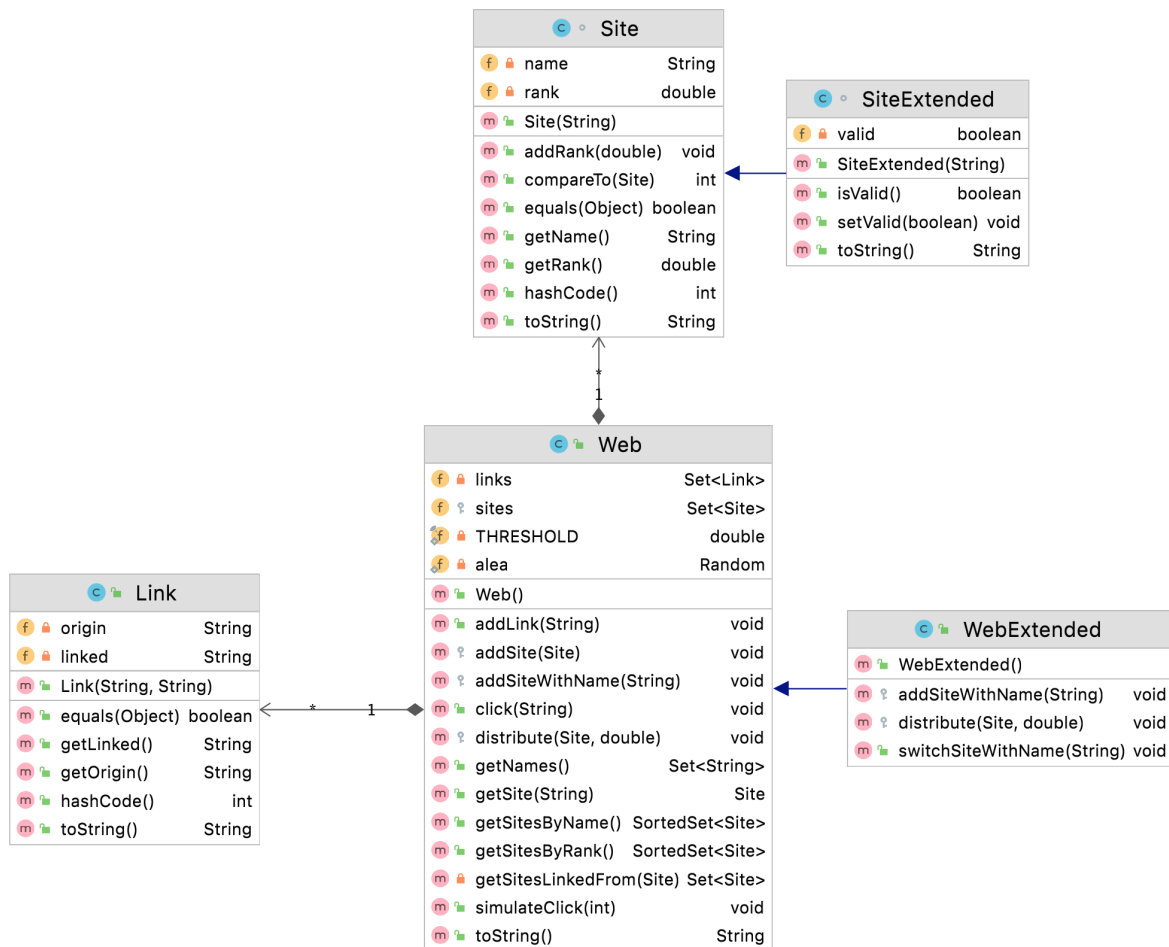 Site
name String
rank double
Site(String)
addRank(double) void
compareTo(Site) int
equals(Object) boolean
getName() String
getRank() double
hashCode() int
toString() String
SiteExtended
valid boolean
SiteExtended(String)
isValid() boolean
setValid(boolean) void
toString() String
*
1
Web
links Set<Link>
sites Set<Site>
THRESHOLD double
alea Random
Web()
addLink(String) void
addSite(Site) void
addSiteWithName(String) void
click(String) void
distribute(Site, double) void
getNames() Set<String>
getSite(String) Site
getSitesByName() SortedSet<Site>
getSitesByRank() SortedSet<Site>
getSitesLinkedFrom(Site) Set<Site>
simulateClick(int) void
toString() String
Link
origin String
linked String
Link(String, String)
equals(Object) boolean
getLinked() String
getOrigin() String
hashCode() int
toString() String
* 1
WebExtended
WebExtended()
addSiteWithName(String) void
distribute(Site, double) void
switchSiteWithName(String) void